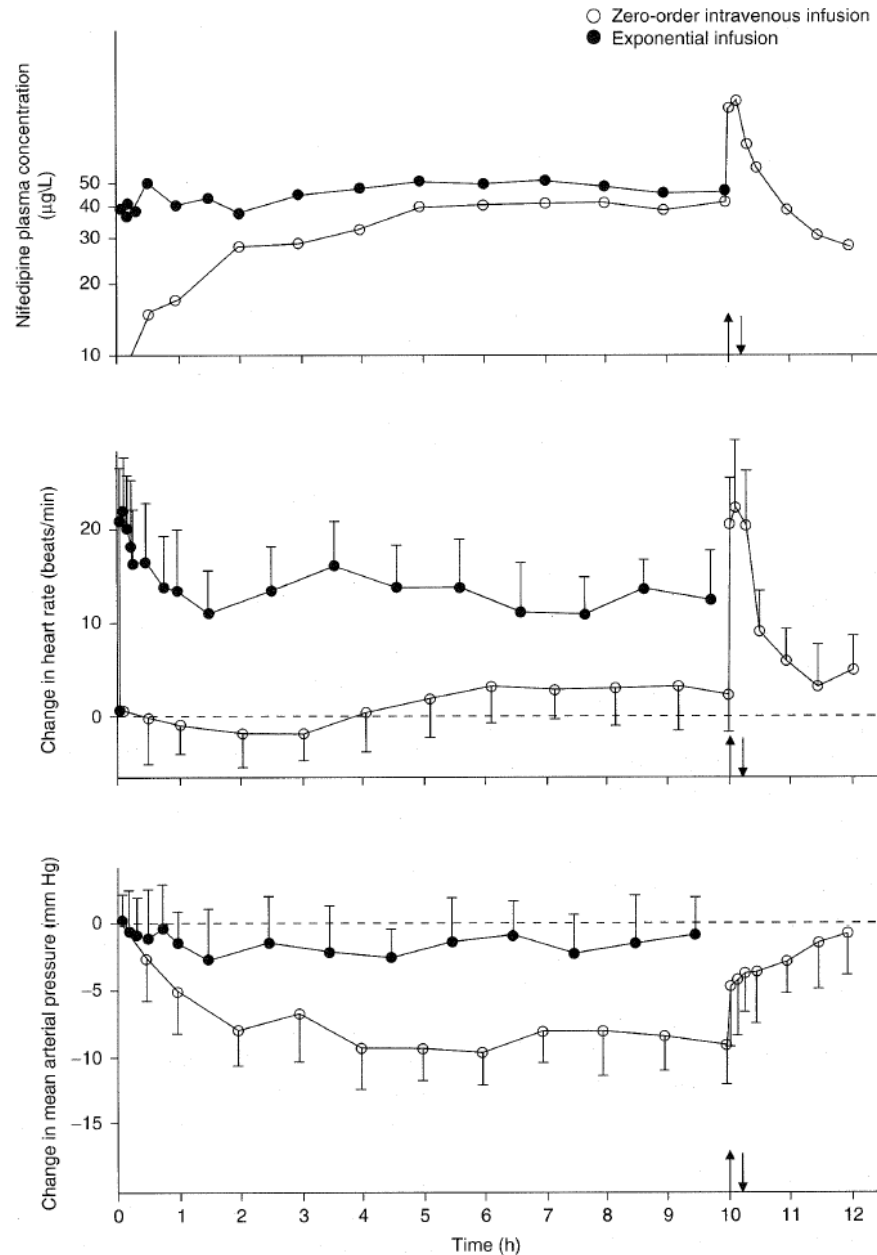 Zero-order intravenous infusion
Exponential infusion
Nifedipine plasma concentration
(μg\L)
50
40
30
20
10
Change in heart rate (beats/min)
20
10
0
Change in mean arterial pressure (mm Hg)
0
−5
−10
−15
0 1 2 3 4 5 6 7 8 9 10 11 12
Time (h)